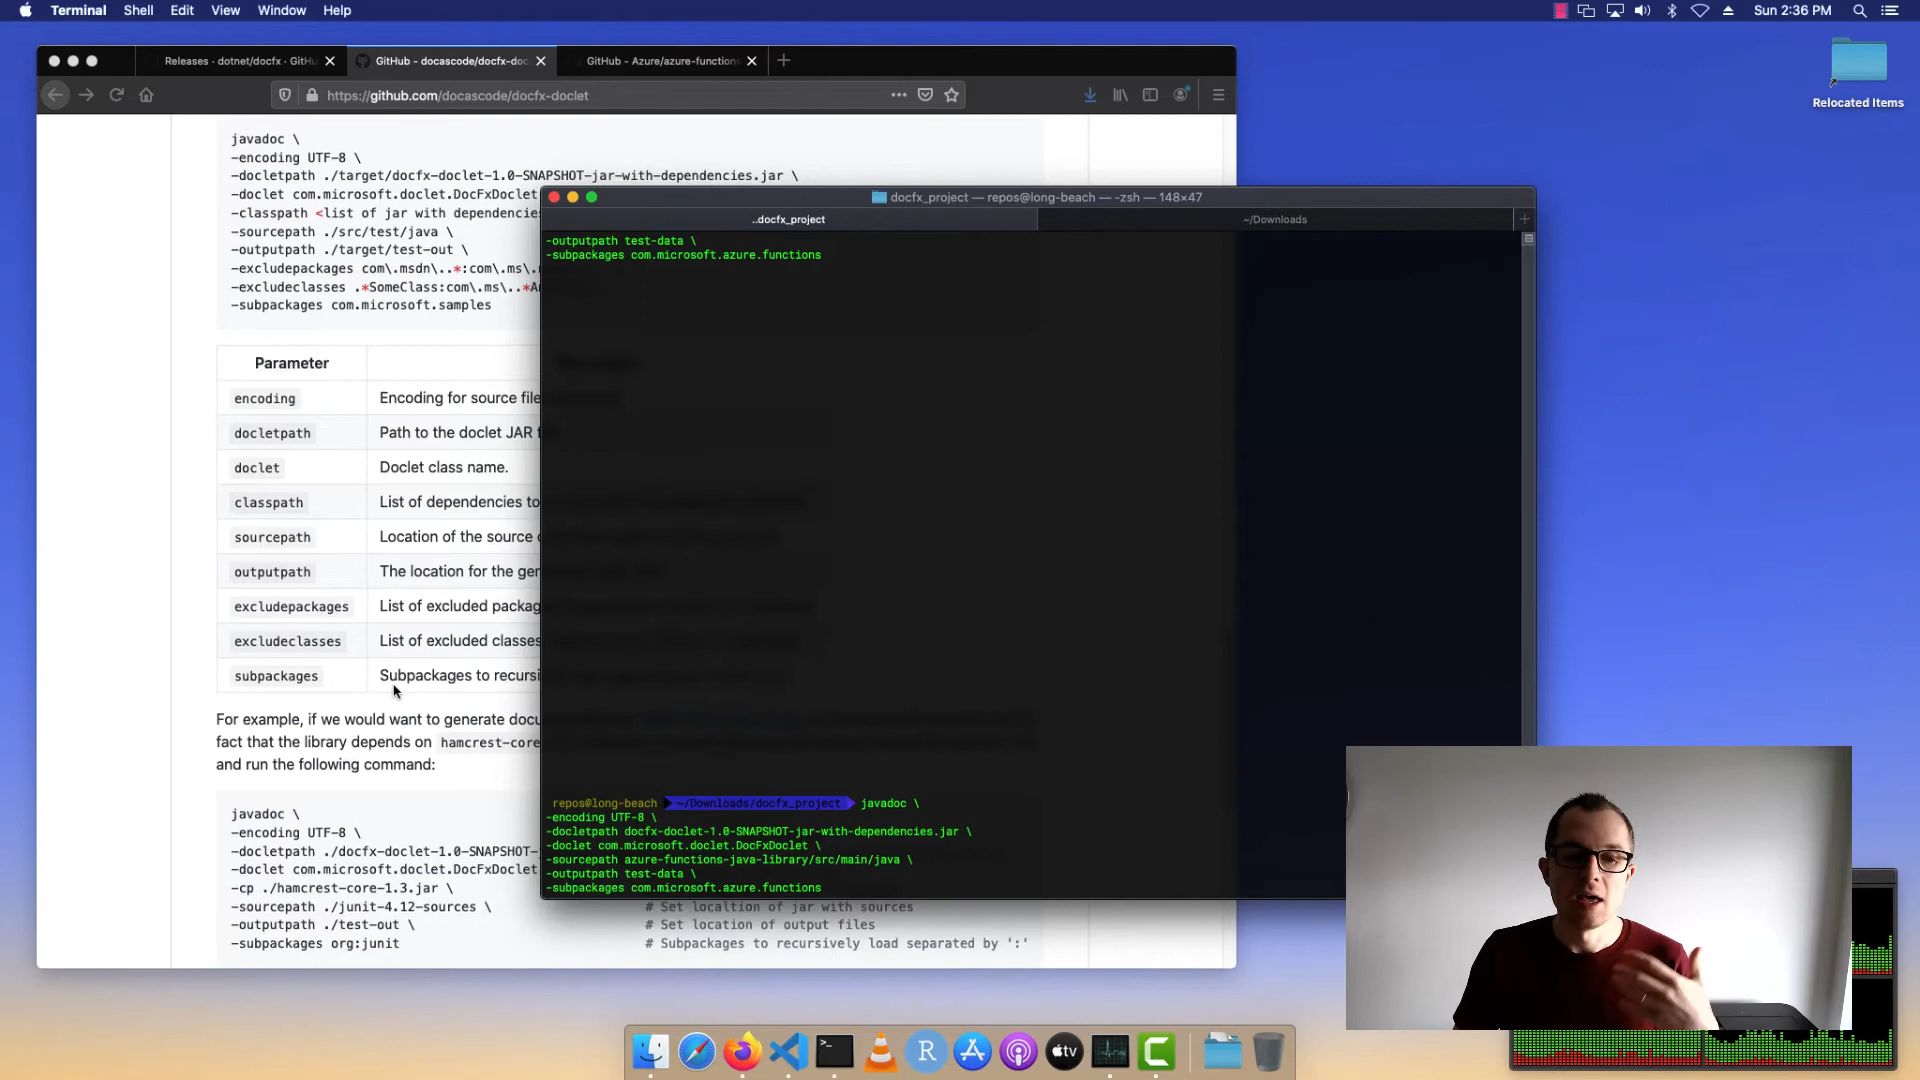 Terminal Shell Edit View Window Help
Sun 2:36 PM
Releases · dotnet/docfx · GitHu
GitHub - docascode/docfx-doc
GitHub - Azure/azure-function
https://github.com/docascode/docfx-doclet
Relocated Items
javadoc \
-encoding UTF-8 \
-docletpath ./target/docfx-doclet-1.0-SNAPSHOT-jar-with-dependencies.jar \
-doclet com.microsoft.doclet.DocFxDoclet
-classpath <list of jar with dependencies
-sourcepath ./src/test/java \
-outputpath ./target/test-out \
-excludepackages com\.msdn\..*:com\.ms\.
-excludeclasses .*SomeClass:com\.ms\..*A
-subpackages com.microsoft.samples
Parameter
encoding Encoding for source file
docletpath Path to the doclet JAR
doclet Doclet class name.
classpath List of dependencies to
sourcepath Location of the source
outputpath The location for the ge
excludepackages List of excluded packag
excludeclasses List of excluded classes
subpackages Subpackages to recursi
For example, if we would want to generate docu
fact that the library depends on hamcrest-core
and run the following command:
javadoc \
-encoding UTF-8 \
-docletpath ./docfx-doclet-1.0-SNAPSHOT-
-doclet com.microsoft.doclet.DocFxDoclet
-cp ./hamcrest-core-1.3.jar \
-sourcepath ./junit-4.12-sources \ # Set localtion of jar with sources
-outputpath ./test-out \ # Set location of output files
-subpackages org:junit # Subpackages to recursively load separated by ':'
docfx_project — repos@long-beach — -zsh — 148×47
..docfx_project
~/Downloads
-outputpath test-data \
-subpackages com.microsoft.azure.functions
repos@long-beach ~/Downloads/docfx_project javadoc \
-encoding UTF-8 \
-docletpath docfx-doclet-1.0-SNAPSHOT-jar-with-dependencies.jar \
-doclet com.microsoft.doclet.DocFxDoclet \
-sourcepath azure-functions-java-library/src/main/java \
-outputpath test-data \
-subpackages com.microsoft.azure.functions
R
tv
C